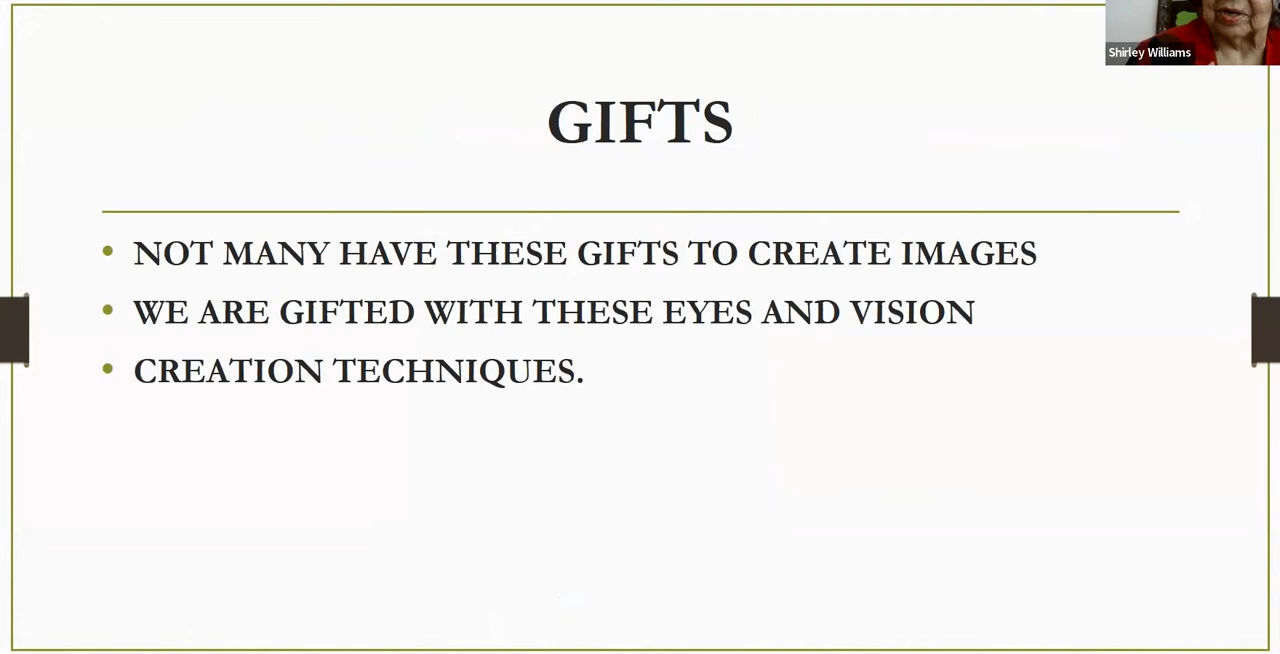 Shirley Williams
GIFTS
• NOT MANY HAVE THESE GIFTS TO CREATE IMAGES
• WE ARE GIFTED WITH THESE EYES AND VISION
• CREATION TECHNIQUES.